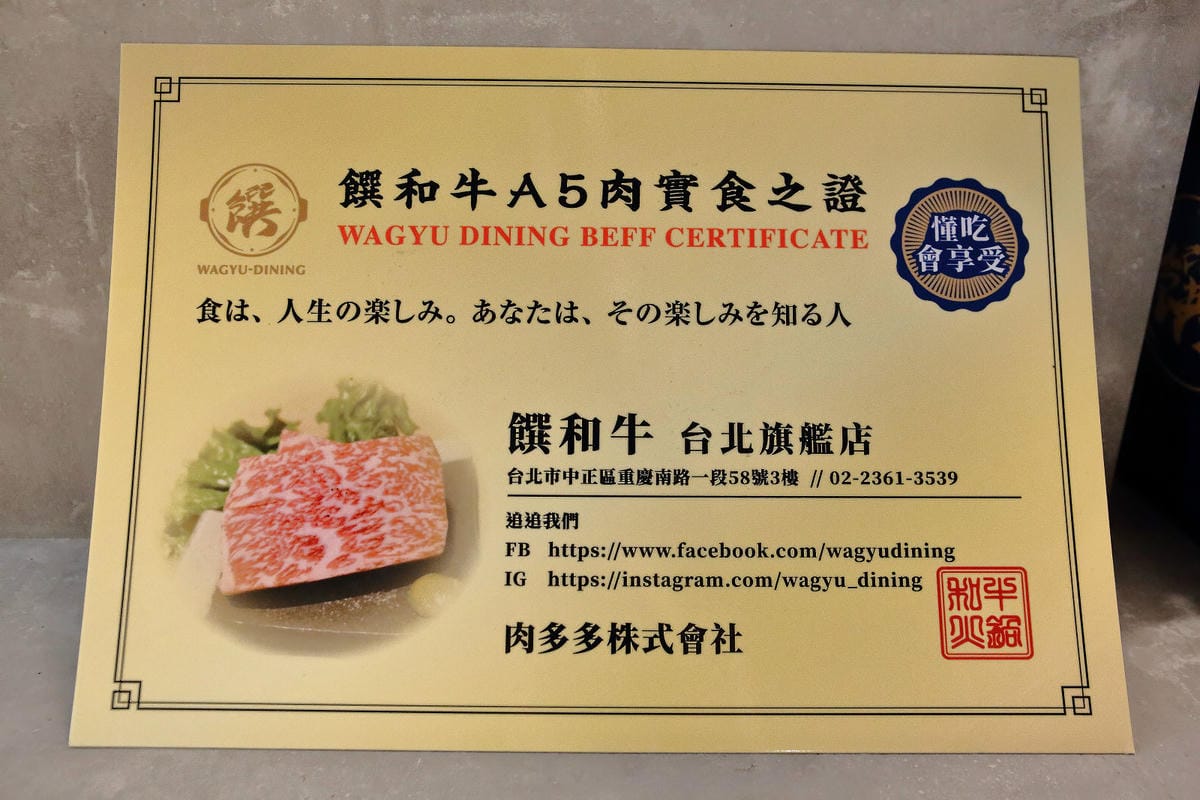 饌
WAGYU-DINING
饌和牛A5肉實食之證
WAGYU DINING BEFF CERTIFICATE
懂吃
會享受
食は、人生の楽しみ。あなたは、その楽しみを知る人
饌和牛 台北旗艦店
台北市中正區重慶南路一段58號3樓 // 02-2361-3539
追追我們
FB https://www.facebook.com/wagyudining
IG https://instagram.com/wagyu_dining
肉多多株式會社